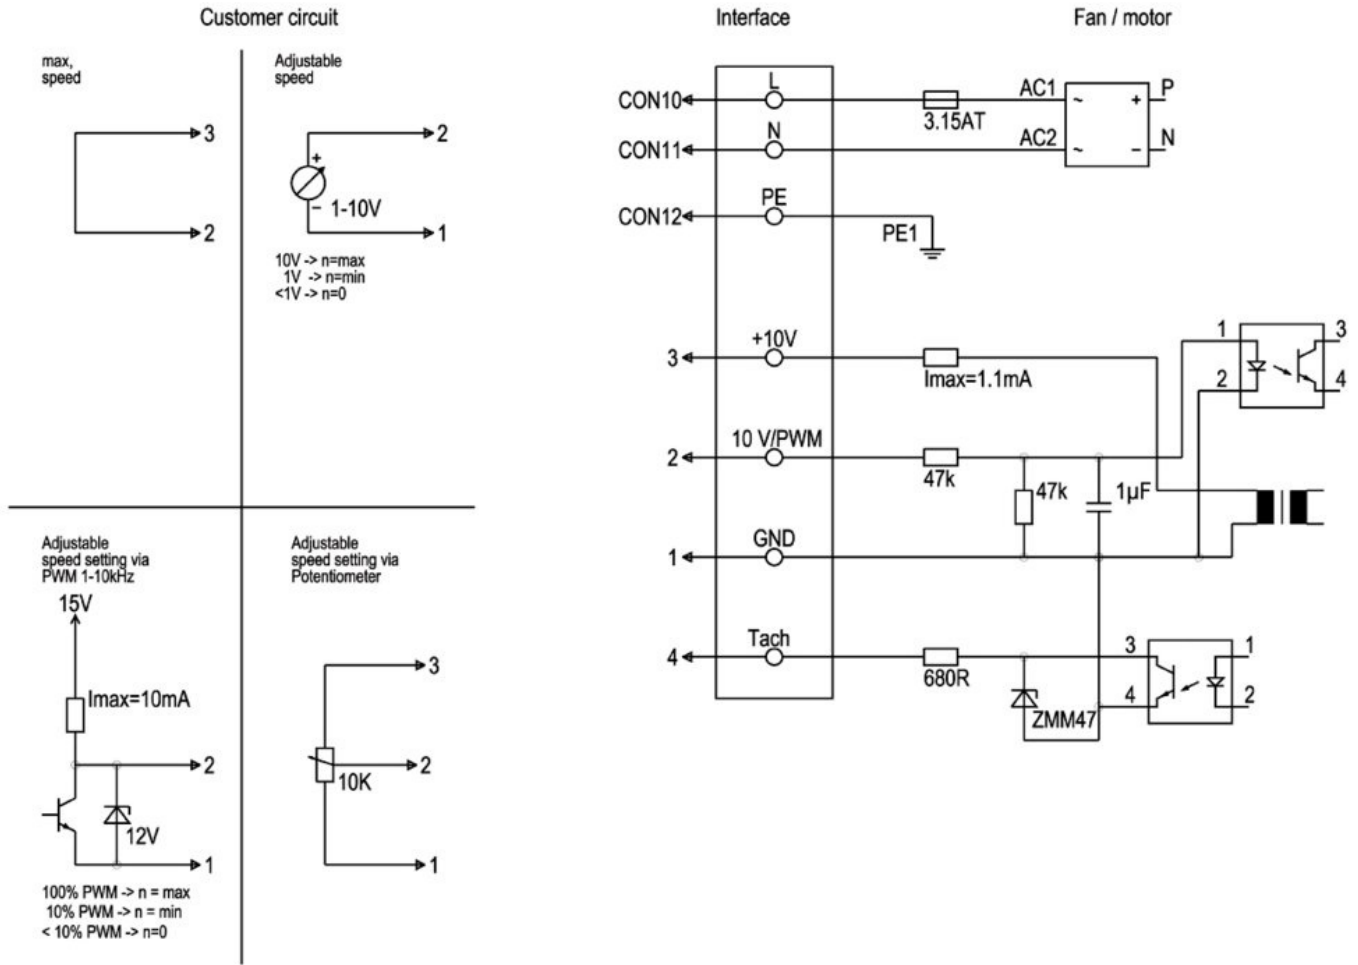 Customer circuit
Interface
Fan / motor
max,
speed
3
2
Adjustable
speed
2
+
−
1-10V
1
10V -> n=max
1V -> n=min
<1V -> n=0
Adjustable
speed setting via
PWM 1-10kHz
15V
Imax=10mA
2
12V
1
100% PWM -> n = max
10% PWM -> n = min
< 10% PWM -> n=0
Adjustable
speed setting via
Potentiometer
3
2
10K
1
L
CON10
3.15AT
AC1
~
+
P
N
CON11
AC2
~
−
N
PE
CON12
PE1
+10V
3
Imax=1.1mA
1
3
2
4
10 V/PWM
2
47k
47k
1µF
GND
1
Tach
4
680R
ZMM47
3
1
4
2